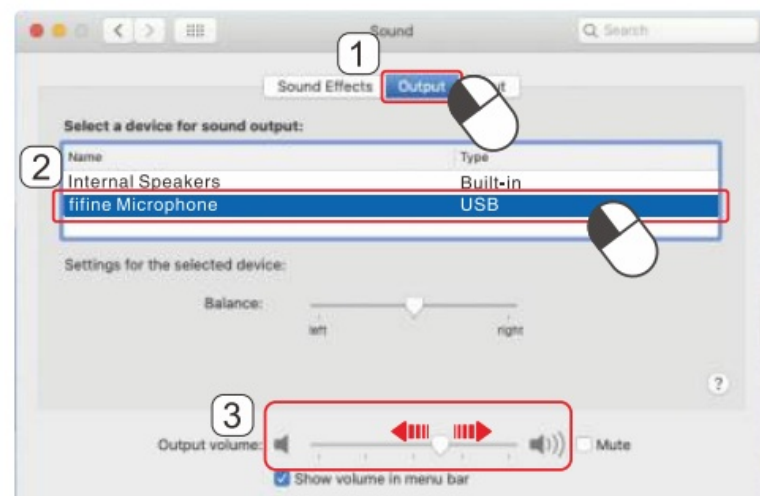 Sound
Search
1
Sound Effects
Output
Select a device for sound output:
2
Name
Type
Internal Speakers
Built-in
fifine Microphone
USB
Settings for the selected device:
Balance:
left
right
?
3
Output volume:
Mute
Show volume in menu bar